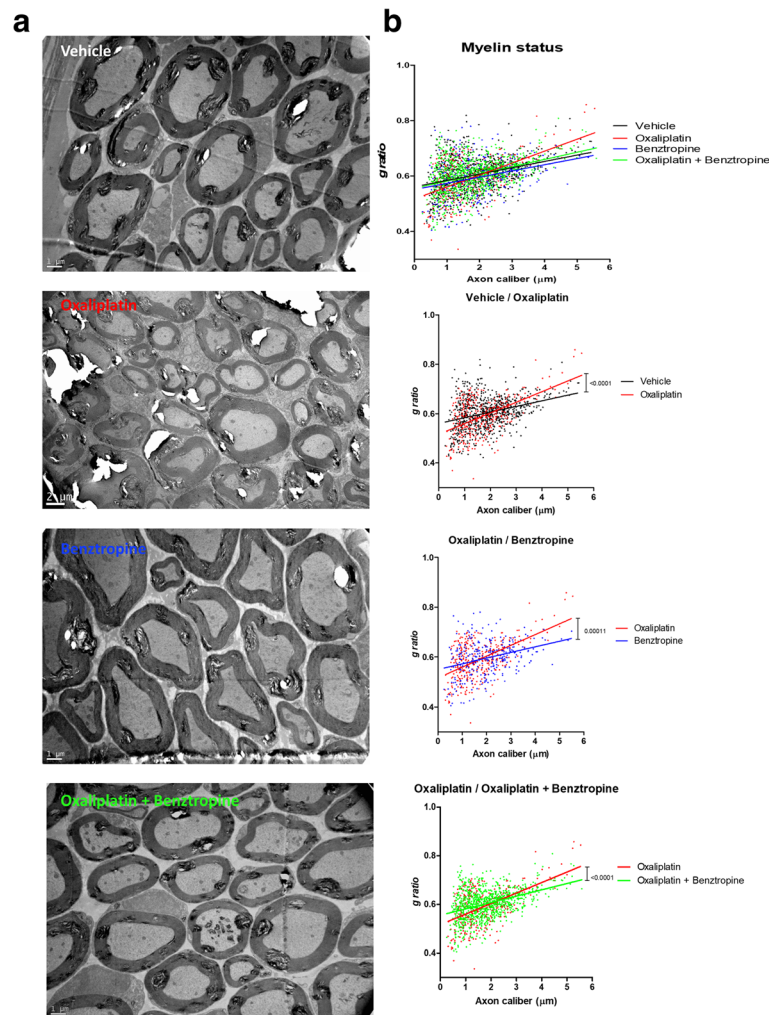 a
Vehicle
1 µm
Oxaliplatin
2 µm
Benztropine
1 µm
Oxaliplatin + Benztropine
1 µm
b
Myelin status
1.0
0.8
0.6
0.4
g ratio
0 1 2 3 4 5 6
Axon caliber (µm)
Vehicle
Oxaliplatin
Benztropine
Oxaliplatin + Benztropine
Vehicle / Oxaliplatin
1.0
0.8
0.6
0.4
g ratio
0 1 2 3 4 5 6
Axon caliber (µm)
<.0001
Vehicle
Oxaliplatin
Oxaliplatin / Benztropine
1.0
0.8
0.6
0.4
g ratio
0 1 2 3 4 5 6
Axon caliber (µm)
0.00011
Oxaliplatin
Benztropine
Oxaliplatin / Oxaliplatin + Benztropine
1.0
0.8
0.6
0.4
g ratio
0 1 2 3 4 5 6
Axon caliber (µm)
<.0001
Oxaliplatin
Oxaliplatin + Benztropine